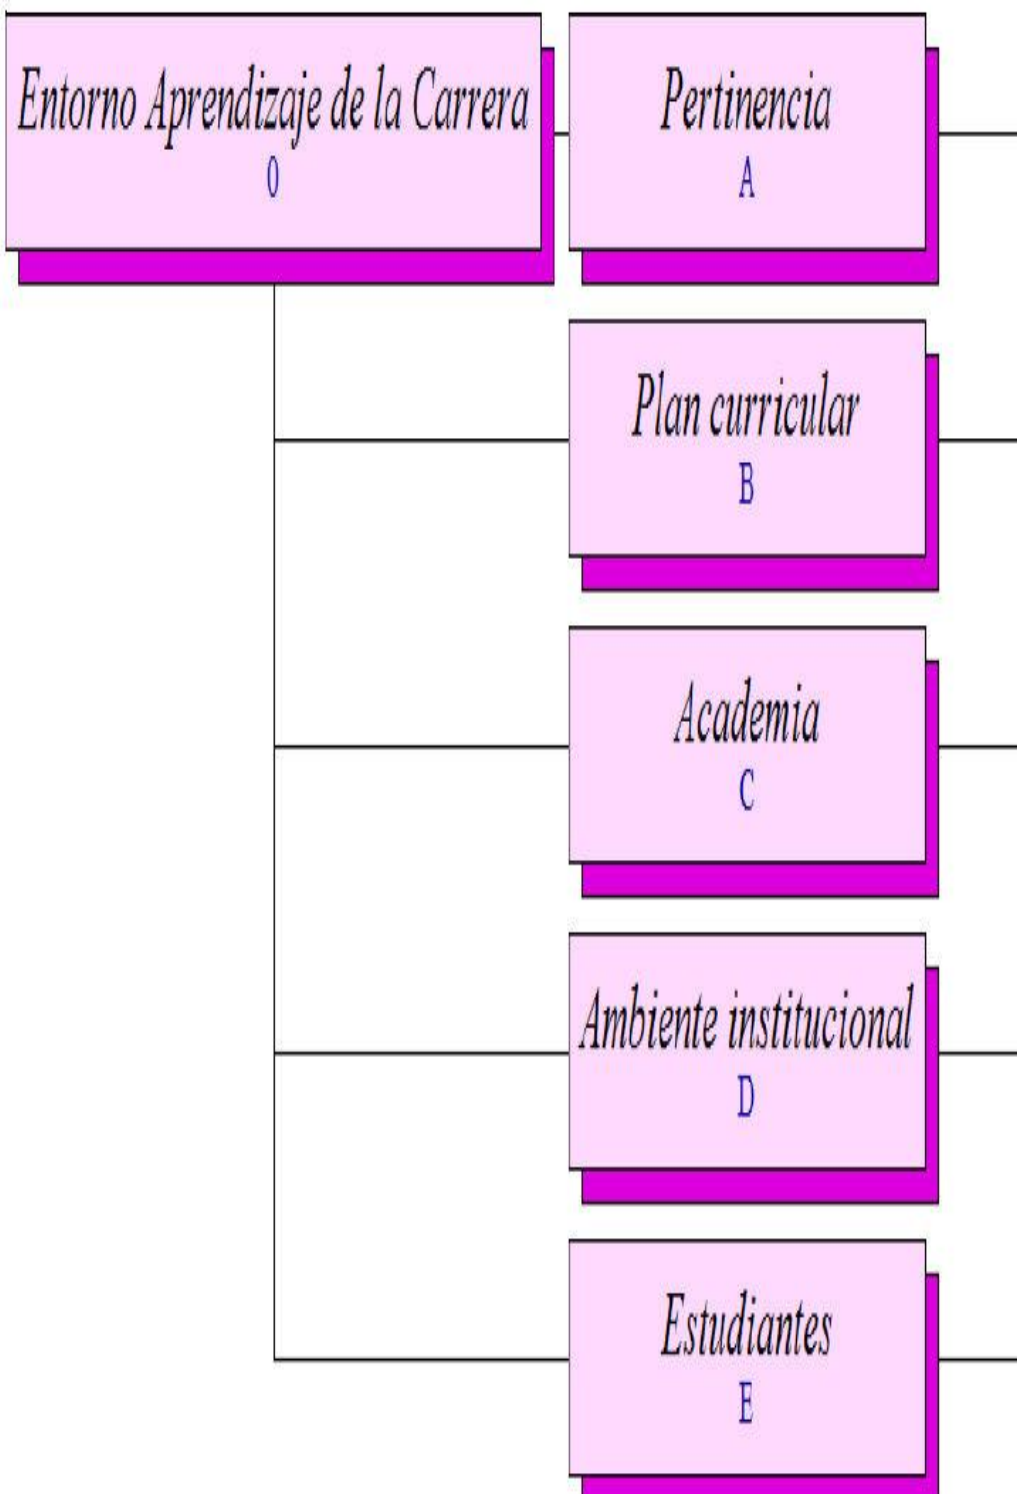 Entorno Aprendizaje de la Carrera
0
Pertinencia
A
Plan curricular
B
Academia
C
Ambiente institucional
D
Estudiantes
E